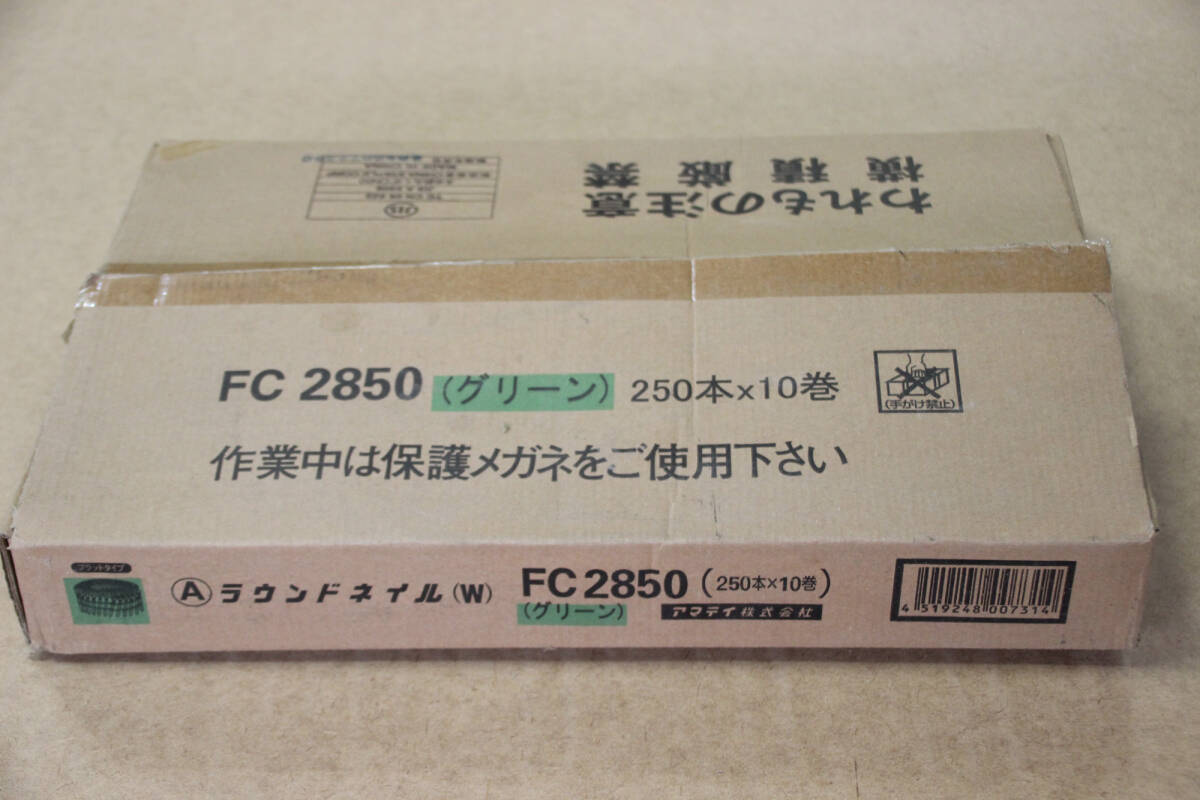 われもの注意
横積厳禁
JIS
FC 2850 (グリーン) 250本×10巻
(手がけ禁止)
作業中は保護メガネをご使用下さい
フラットタイプ
Ⓐラウンドネイル(W) FC2850 (250本×10巻)
(グリーン) アマテイ株式会社
4 519248 007314